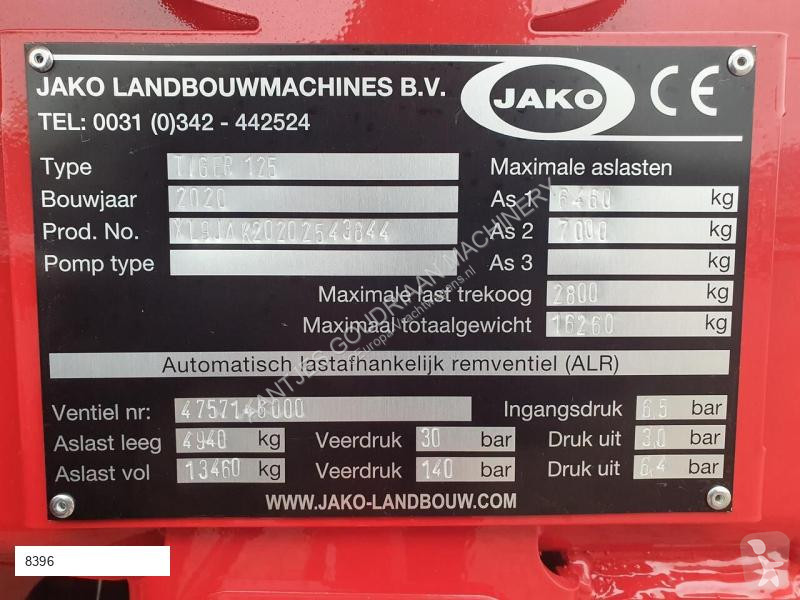 JAKO LANDBOUWMACHINES B.V. JAKO CE
TEL: 0031 (0)342 - 442524
Type TIGER 125 Maximale aslasten
Bouwjaar 2020 As 1 6460 kg
Prod. No. XL9JAK20202543844 As 2 7000 kg
Pomp type As 3 kg
Maximale last trekoog 2800 kg
Maximaal totaalgewicht 16260 kg
Automatisch lastafhankelijk remventiel (ALR)
Ventiel nr: 4757146000 Ingangsdruk 6,5 bar
Aslast leeg 4940 kg Veerdruk 30 bar Druk uit 3,0 bar
Aslast vol 13460 kg Veerdruk 140 bar Druk uit 6,4 bar
WWW.JAKO-LANDBOUW.COM
ANTJES GOUDRIAAN MACHINERY
8396